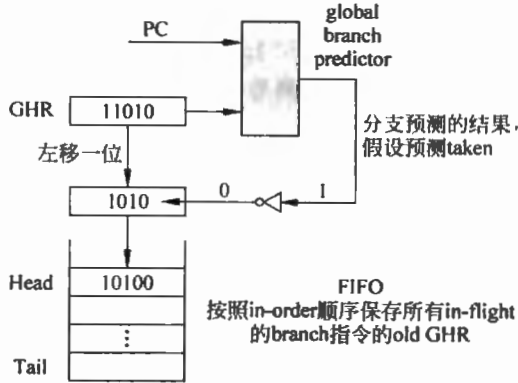 PC
global
branch
predictor
GHR
11010
左移一位
分支预测的结果,
假设预测taken
1010
0
1
Head
10100
⋮
Tail
FIFO
按照in-order顺序保存所有in-flight
的branch指令的old GHR